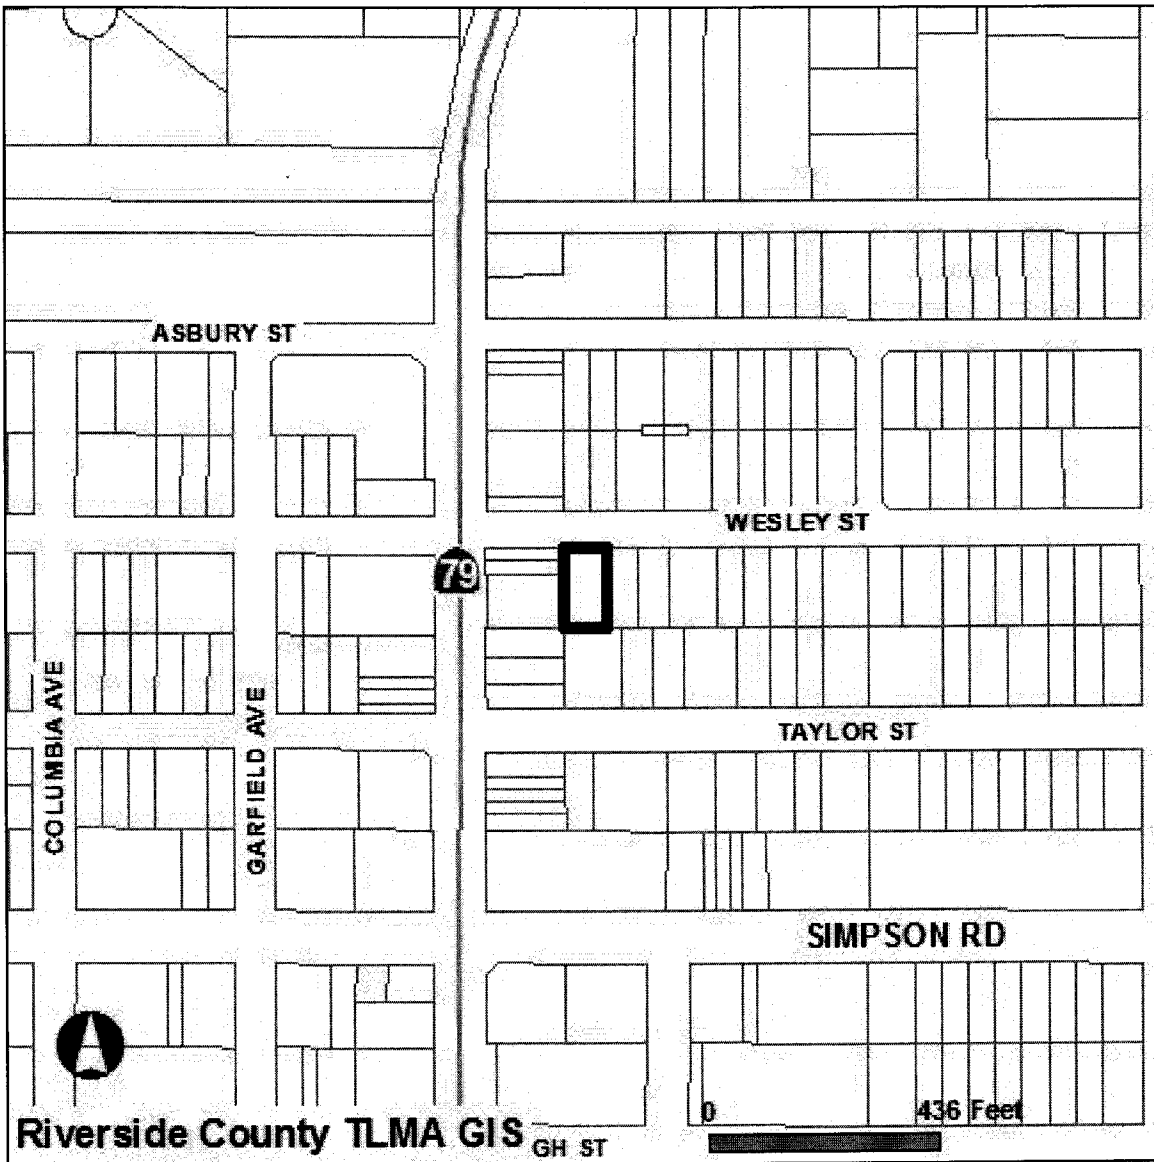 ASBURY ST
WESLEY ST
79
COLUMBIA AVE
GARFIELD AVE
TAYLOR ST
SIMPSON RD
0 436 Feet
Riverside County TLMA GIS
GH ST